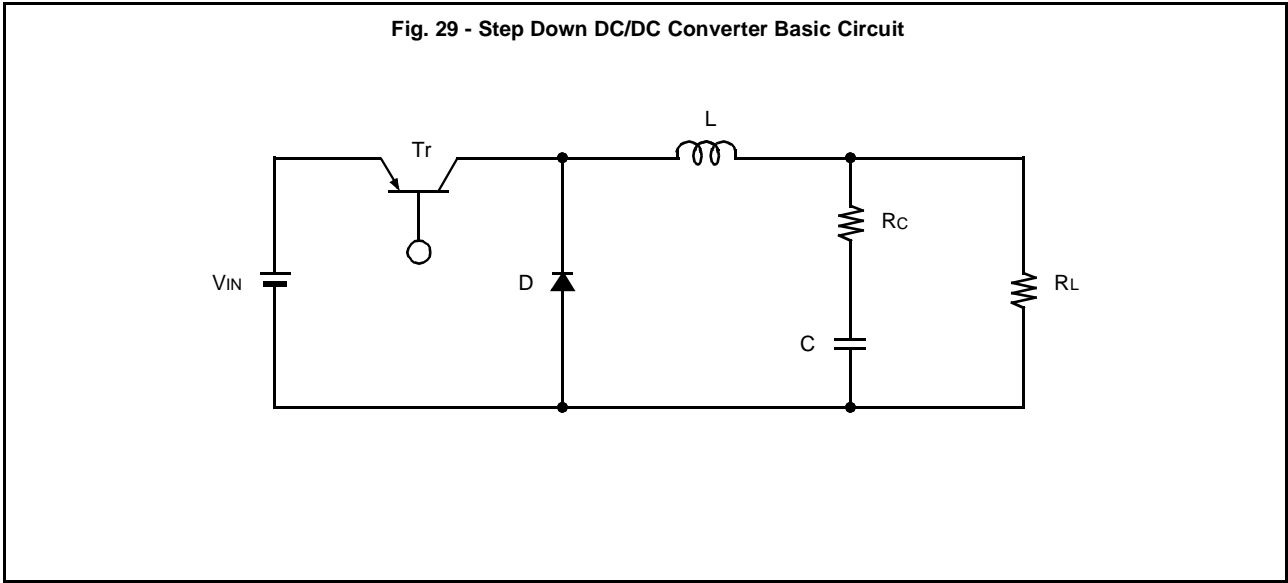 Fig. 29 - Step Down DC/DC Converter Basic Circuit
L
Tr
RC
VIN
D
RL
C